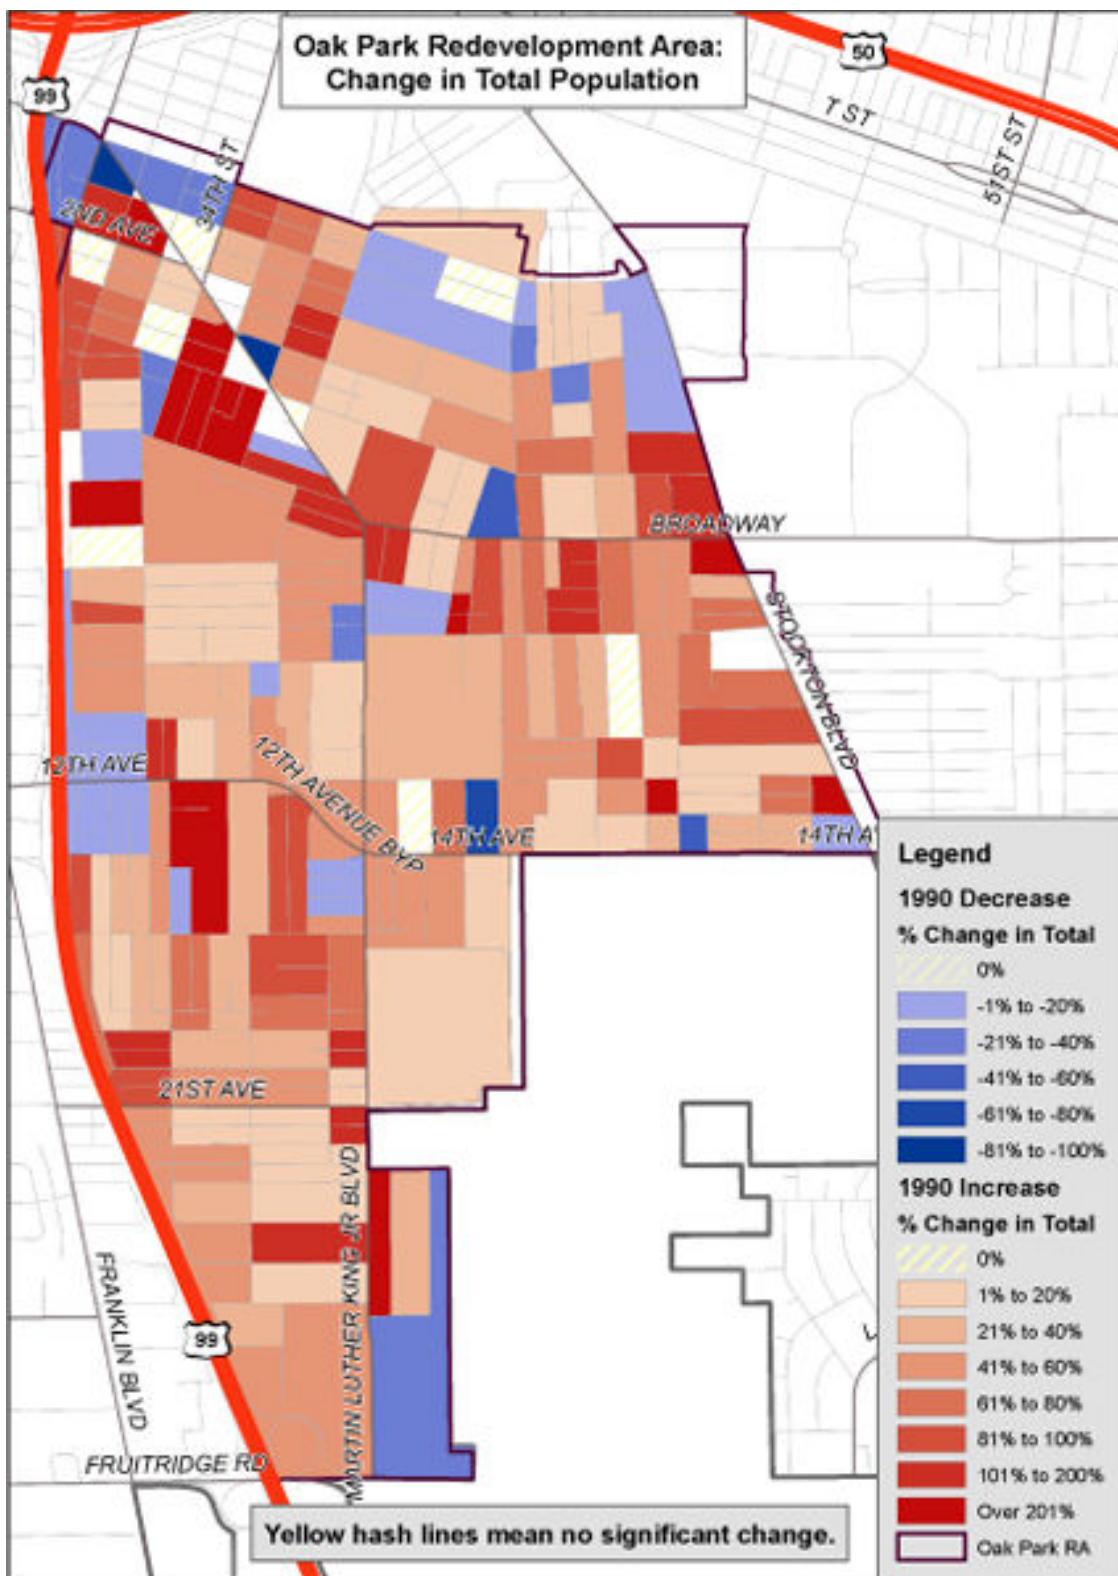 Oak Park Redevelopment Area:
Change in Total Population
99
50
T ST
51ST ST
34TH ST
2ND AVE
BROADWAY
STOCKTON BLVD
12TH AVE
12TH AVENUE BYP
14TH AVE
14TH A
21ST AVE
MARTIN LUTHER KING JR BLVD
FRANKLIN BLVD
99
FRUITRIDGE RD
Legend
1990 Decrease
% Change in Total
0%
-1% to -20%
-21% to -40%
-41% to -60%
-61% to -80%
-81% to -100%
1990 Increase
% Change in Total
0%
1% to 20%
21% to 40%
41% to 60%
61% to 80%
81% to 100%
101% to 200%
Over 201%
Oak Park RA
Yellow hash lines mean no significant change.